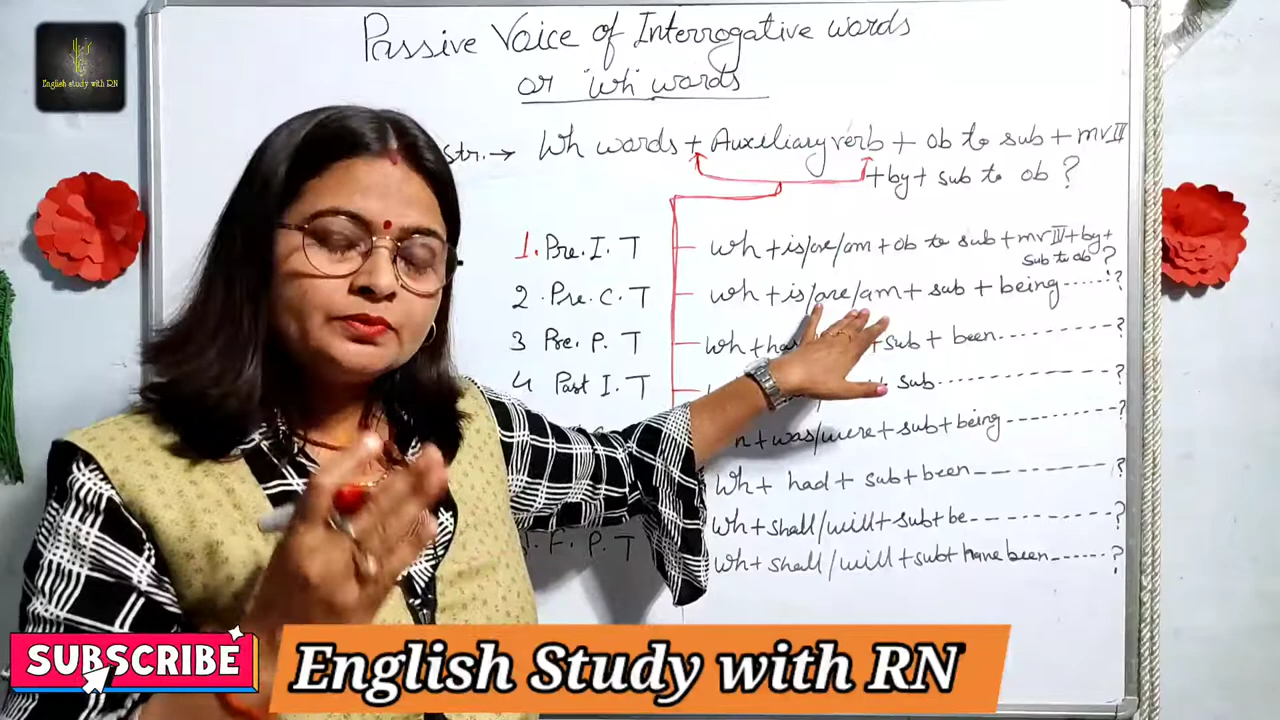 English study with RN
Passive Voice of Interrogative words
or 'Wh' words
str. → Wh words + Auxiliary verb + ob to sub + mv III
+ by + sub to ob ?
1. Pre. I. T wh + is/are/am + ob to sub + mv III + by +
sub to ob ?
2. Pre. C. T wh + is/are/am + sub + being ......?
3 Pre. P. T wh + has + sub + been ---------?
4 Past I. T + sub ------------?
+ was/were + sub + being ---------?
Wh + had + sub + been ---------?
Wh + shall/will + sub + be ---------?
F. P. T Wh + shall/will + sub + have been ......?
SUBSCRIBE
English Study with RN